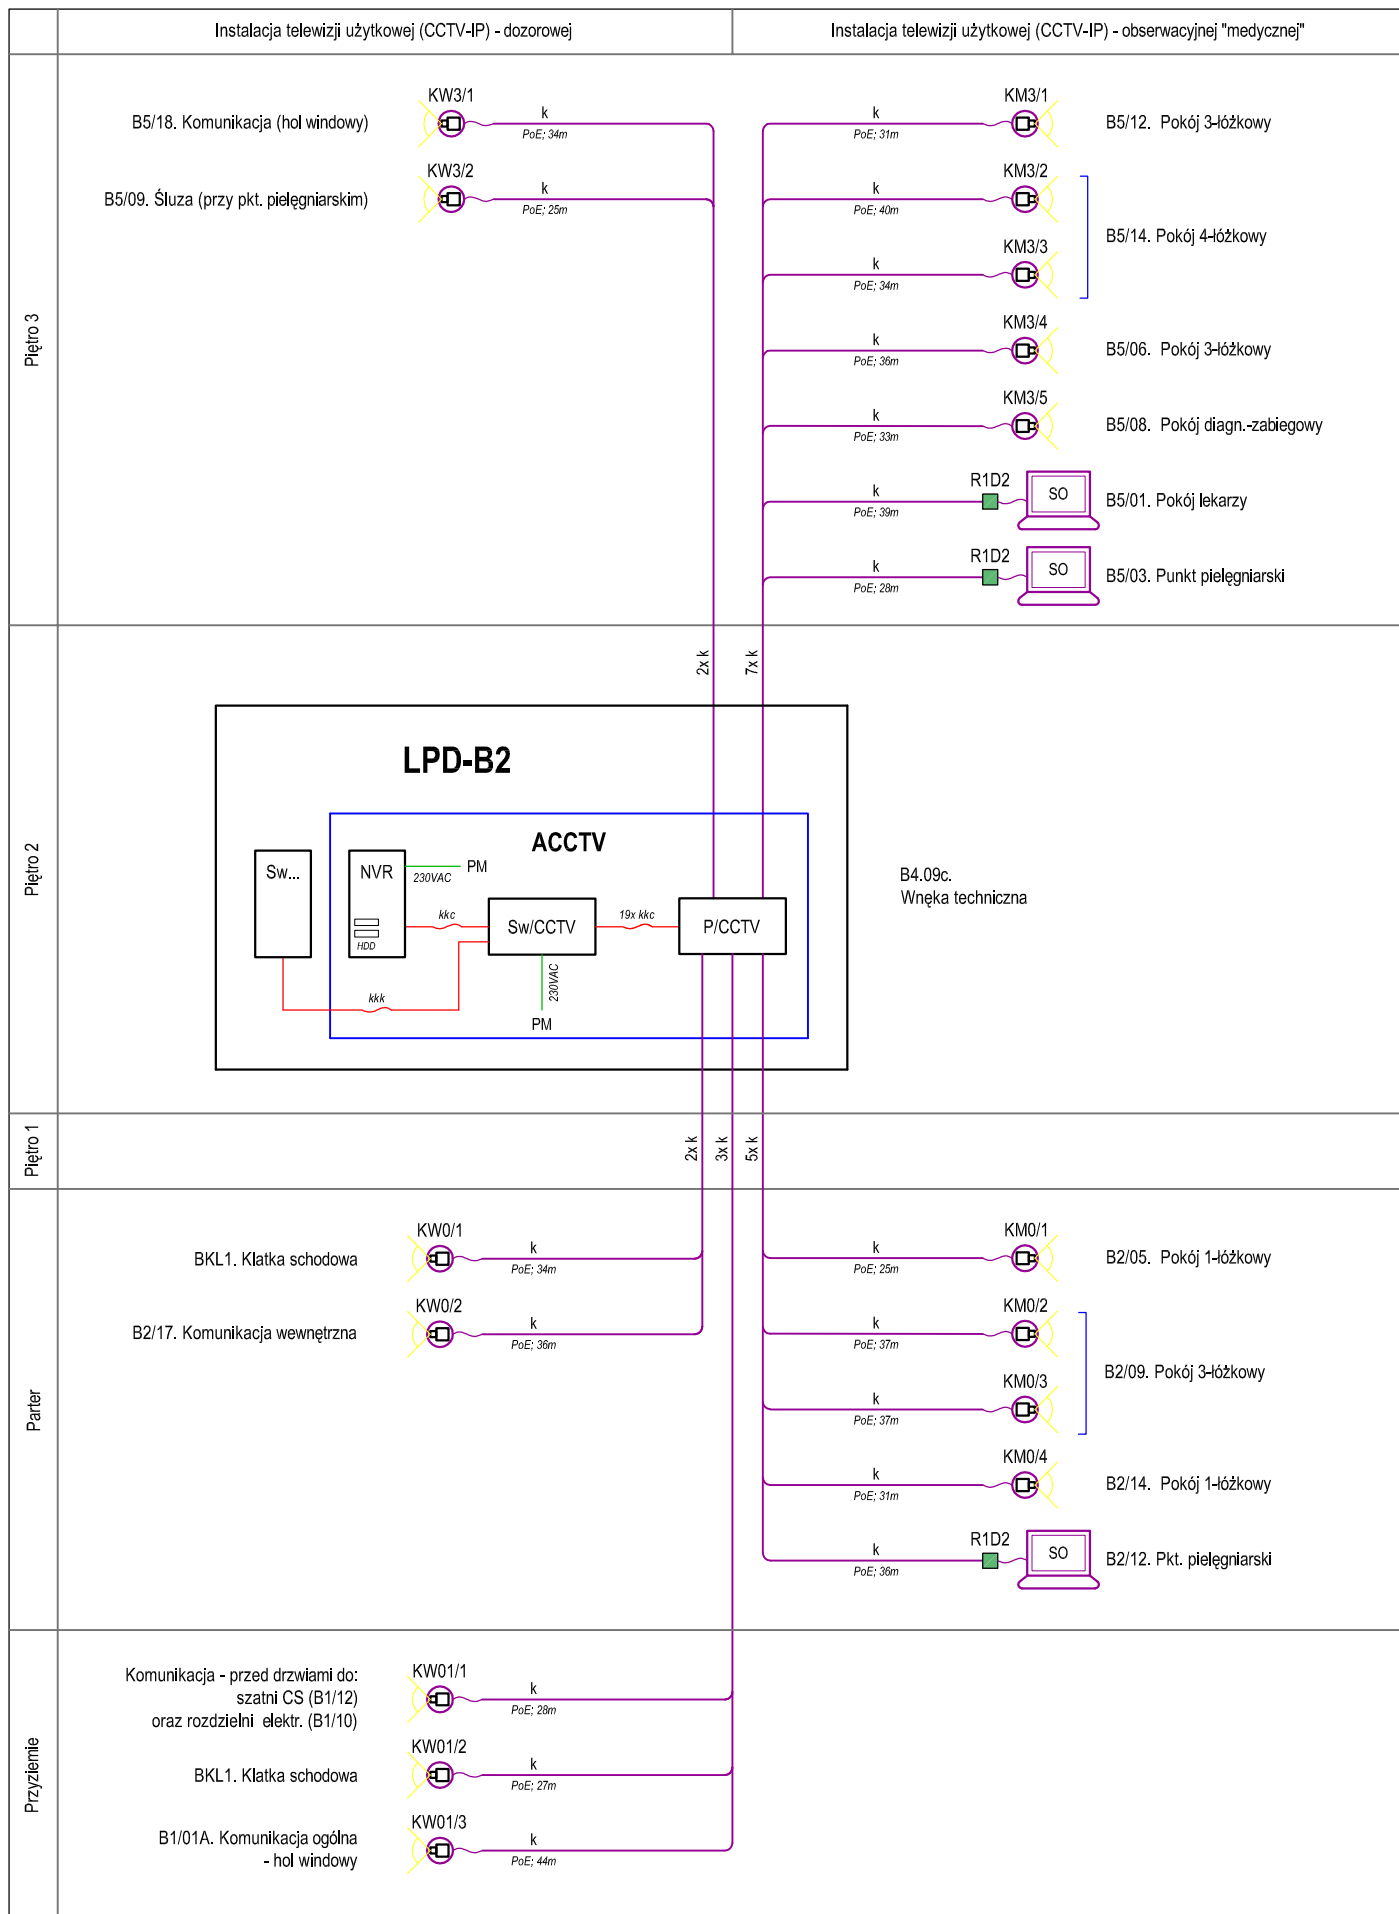 Instalacja telewizji użytkowej (CCTV-IP) - dozorowej
Instalacja telewizji użytkowej (CCTV-IP) - obserwacyjnej "medycznej"
Piętro 3
KW3/1
B5/18. Komunikacja (hol windowy)
k
PoE; 34m
KW3/2
B5/09. Śluza (przy pkt. pielęgniarskim)
k
PoE; 25m
KM3/1
k
PoE; 31m
B5/12. Pokój 3-łóżkowy
KM3/2
k
PoE; 40m
B5/14. Pokój 4-łóżkowy
KM3/3
k
PoE; 34m
KM3/4
k
PoE; 36m
B5/06. Pokój 3-łóżkowy
KM3/5
k
PoE; 33m
B5/08. Pokój diagn.-zabiegowy
R1D2
k
PoE; 39m
SO
B5/01. Pokój lekarzy
R1D2
k
PoE; 28m
SO
B5/03. Punkt pielęgniarski
Piętro 2
2x k
7x k
LPD-B2
ACCTV
Sw...
NVR
HDD
230VAC
PM
kkc
Sw/CCTV
19x kkc
P/CCTV
kkk
230VAC
PM
B4.09c.
Wnęka techniczna
Piętro 1
2x k
3x k
5x k
Parter
KW0/1
BKL1. Klatka schodowa
k
PoE; 34m
KW0/2
B2/17. Komunikacja wewnętrzna
k
PoE; 36m
KM0/1
k
PoE; 25m
B2/05. Pokój 1-łóżkowy
KM0/2
k
PoE; 37m
B2/09. Pokój 3-łóżkowy
KM0/3
k
PoE; 37m
KM0/4
k
PoE; 31m
B2/14. Pokój 1-łóżkowy
R1D2
k
PoE; 36m
SO
B2/12. Pkt. pielęgniarski
Przyziemie
KW01/1
Komunikacja - przed drzwiami do:
szatni CS (B1/12)
oraz rozdzielni elektr. (B1/10)
k
PoE; 28m
KW01/2
BKL1. Klatka schodowa
k
PoE; 27m
KW01/3
B1/01A. Komunikacja ogólna
- hol windowy
k
PoE; 44m